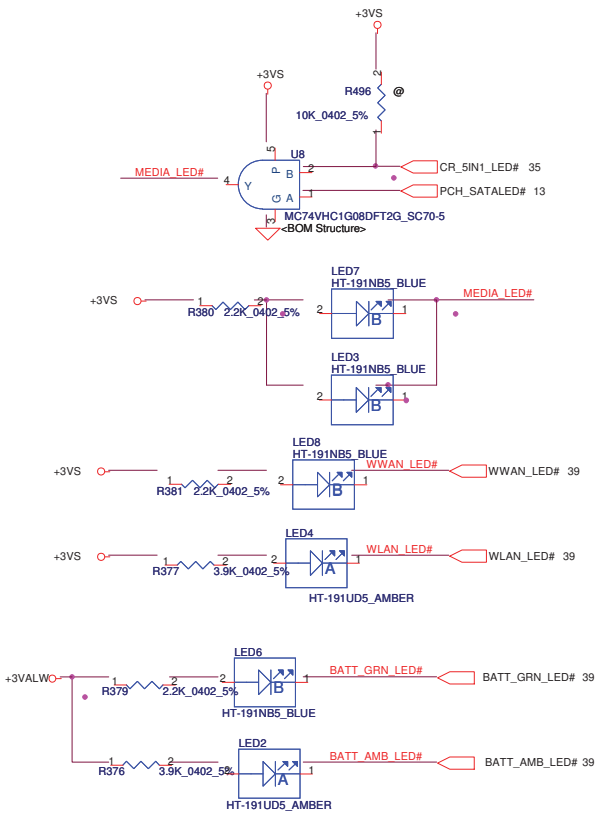 +3VS
+3VS
R496 @
10K_0402_5%
2
1
U8
5
MEDIA_LED# 4
Y
P
B
G
A
2
1
3
CR_5IN1_LED# 35
PCH_SATALED# 13
MC74VHC1G08DFT2G_SC70-5
<BOM Structure>
LED7
HT-191NB5_BLUE
+3VS
1
2
R380 2.2K_0402_5%
2
B
1
MEDIA_LED#
LED3
HT-191NB5_BLUE
2
B
1
LED8
HT-191NB5_BLUE
+3VS
1
2
R381 2.2K_0402_5%
2
B
1
WWAN_LED#
WWAN_LED# 39
LED4
+3VS
1
2
R377 3.9K_0402_5%
2
A
1
WLAN_LED#
WLAN_LED# 39
HT-191UD5_AMBER
LED6
+3VALW
1
2
R379 2.2K_0402_5%
2
B
1
BATT_GRN_LED#
BATT_GRN_LED# 39
HT-191NB5_BLUE
LED2
1
2
R376 3.9K_0402_5%
2
A
1
BATT_AMB_LED#
BATT_AMB_LED# 39
HT-191UD5_AMBER